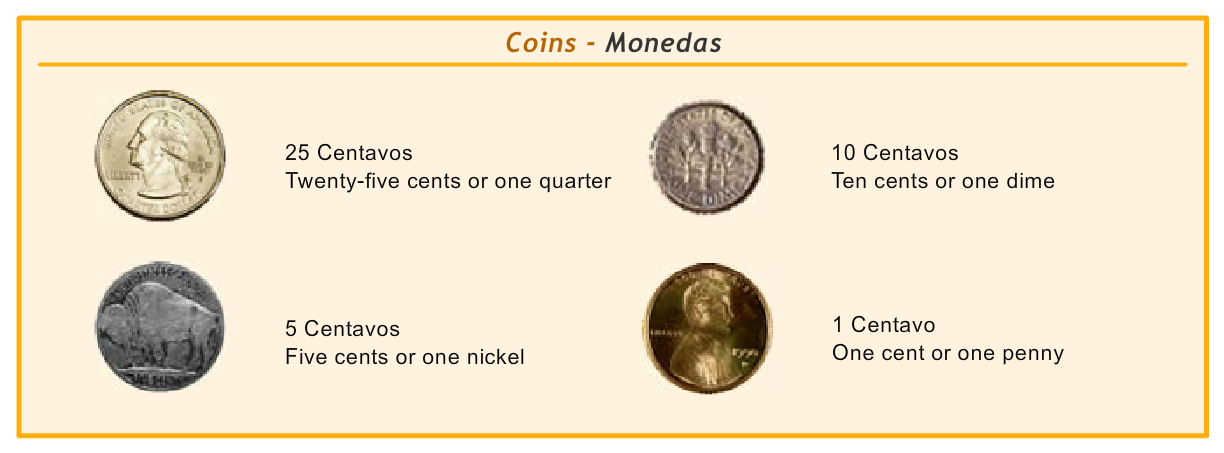 Coins - Monedas
25 Centavos
Twenty-five cents or one quarter
10 Centavos
Ten cents or one dime
5 Centavos
Five cents or one nickel
1 Centavo
One cent or one penny
LIBERTY